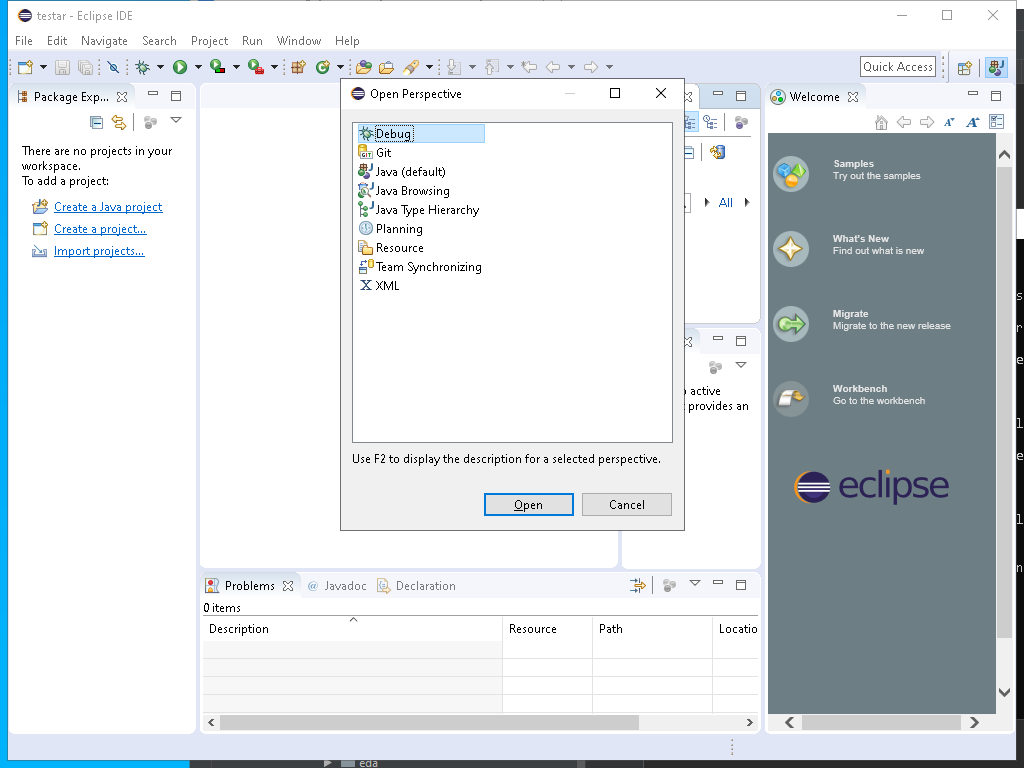 testar - Eclipse IDE
File Edit Navigate Search Project Run Window Help
Quick Access
Package Exp...
There are no projects in your
workspace.
To add a project:
Create a Java project
Create a project...
Import projects...
Open Perspective
Debug
GIT Git
Java (default)
Java Browsing
Java Type Hierarchy
Planning
Resource
Team Synchronizing
X XML
Use F2 to display the description for a selected perspective.
Open Cancel
All
active
provides an
Welcome
Samples
Try out the samples
What's New
Find out what is new
Migrate
Migrate to the new release
Workbench
Go to the workbench
eclipse
Problems @ Javadoc Declaration
0 items
Description Resource Path Locatio
eda